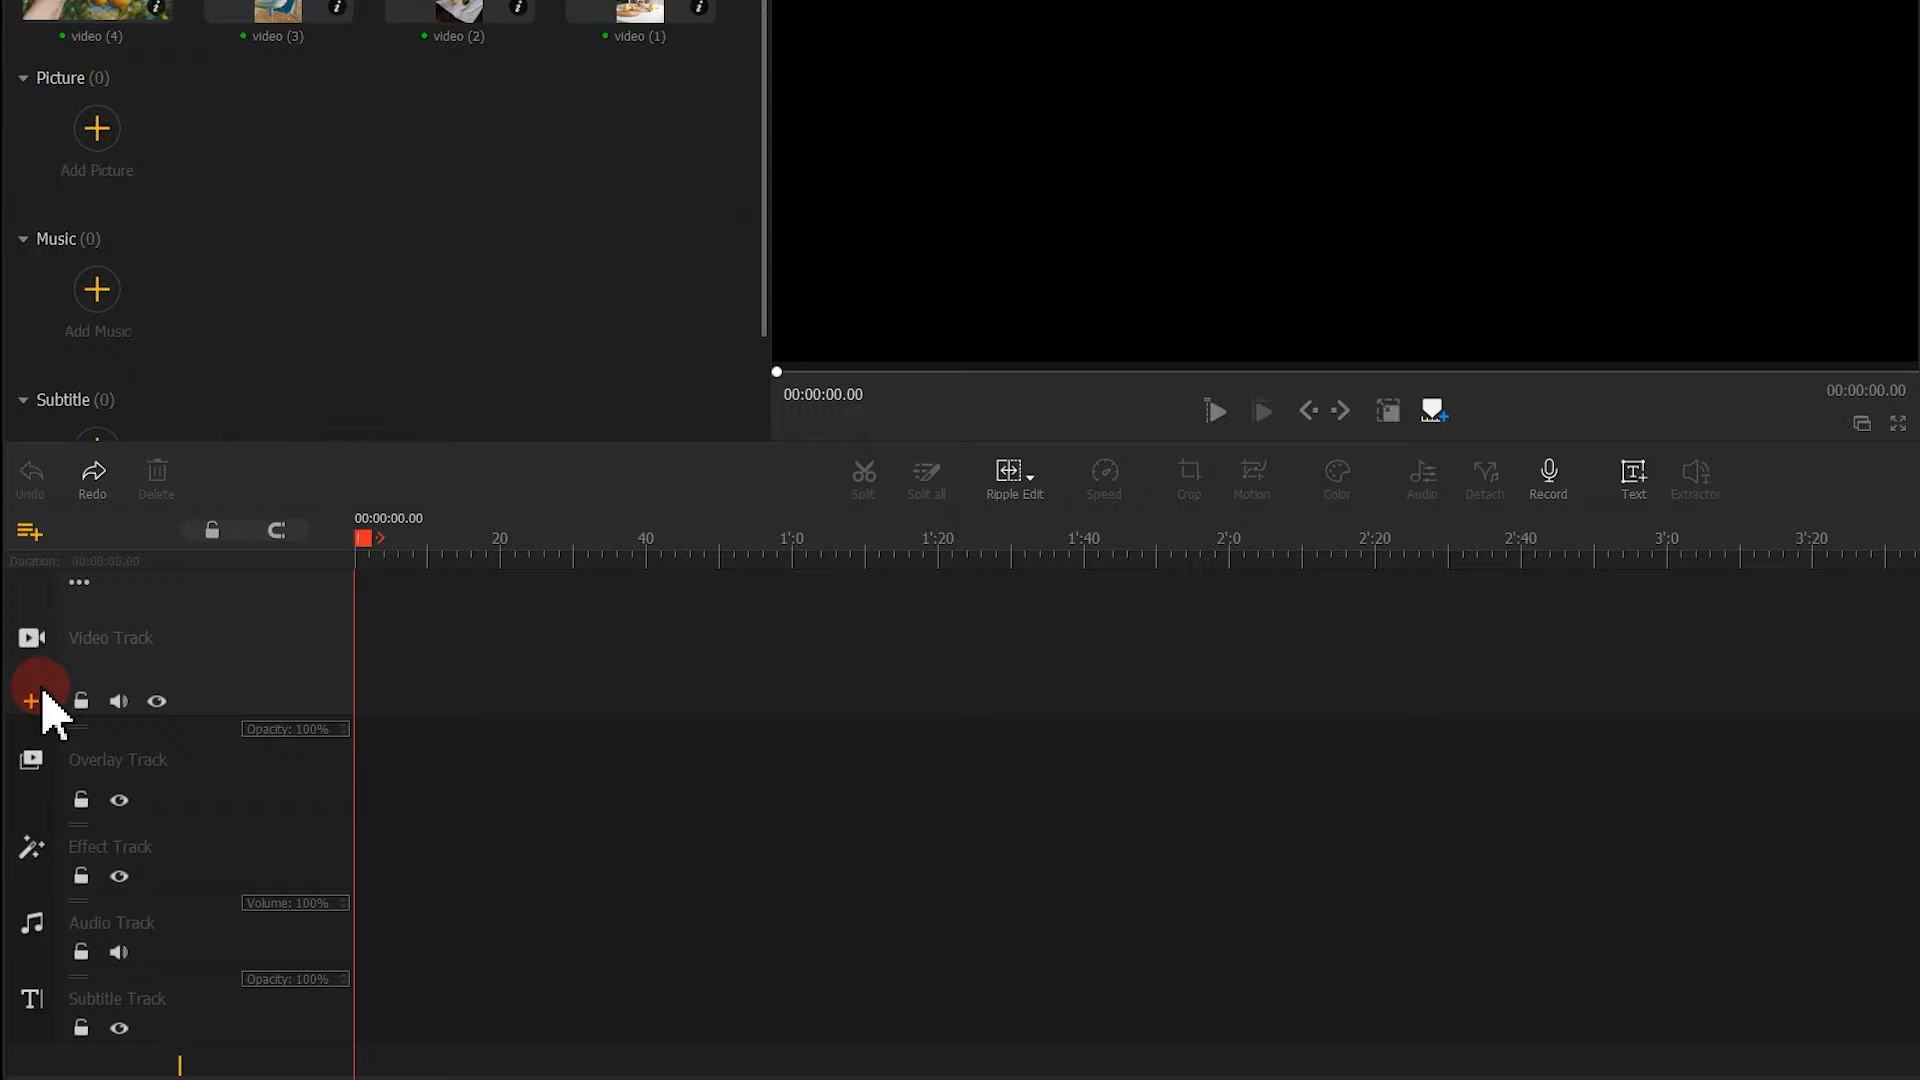 video (4)
video (3)
video (2)
video (1)
Picture (0)
Add Picture
Music (0)
Add Music
Subtitle (0)
00:00:00.00
00:00:00.00
Undo
Redo
Delete
Split
Split all
Ripple Edit
Speed
Crop
Motion
Color
Audio
Detach
Record
Text
Extractor
00:00:00.00
20
40
1'0
1'20
1'40
2'0
2'20
2'40
3'0
3'20
Duration: 00:00:00.00
Video Track
Opacity: 100%
Overlay Track
Effect Track
Volume: 100%
Audio Track
Opacity: 100%
Subtitle Track